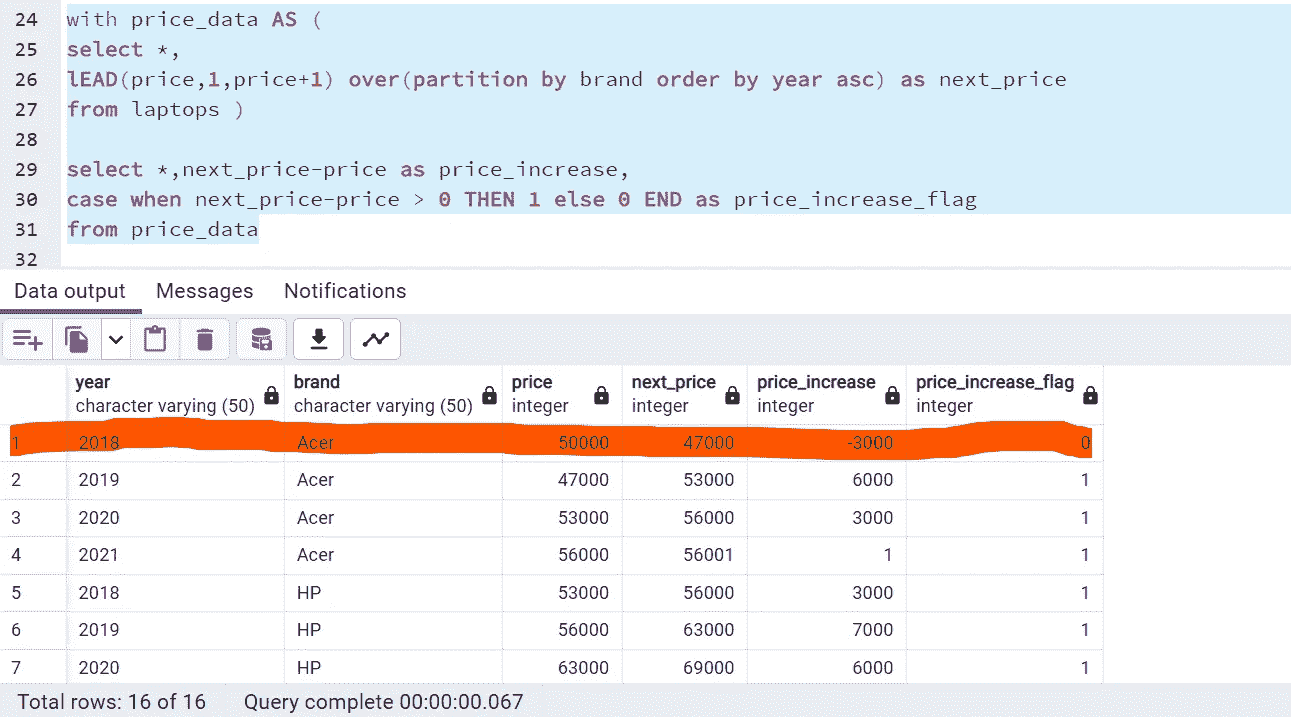 24 with price_data AS (
25 select *,
26 lEAD(price,1,price+1) over(partition by brand order by year asc) as next_price
27 from laptops )
28
29 select *,next_price-price as price_increase,
30 case when next_price-price > 0 THEN 1 else 0 END as price_increase_flag
31 from price_data
32
Data output Messages Notifications
year brand price next_price price_increase price_increase_flag
character varying (50) character varying (50) integer integer integer integer
1 2018 Acer 50000 47000 -3000 0
2 2019 Acer 47000 53000 6000 1
3 2020 Acer 53000 56000 3000 1
4 2021 Acer 56000 56001 1 1
5 2018 HP 53000 56000 3000 1
6 2019 HP 56000 63000 7000 1
7 2020 HP 63000 69000 6000 1
Total rows: 16 of 16 Query complete 00:00:00.067